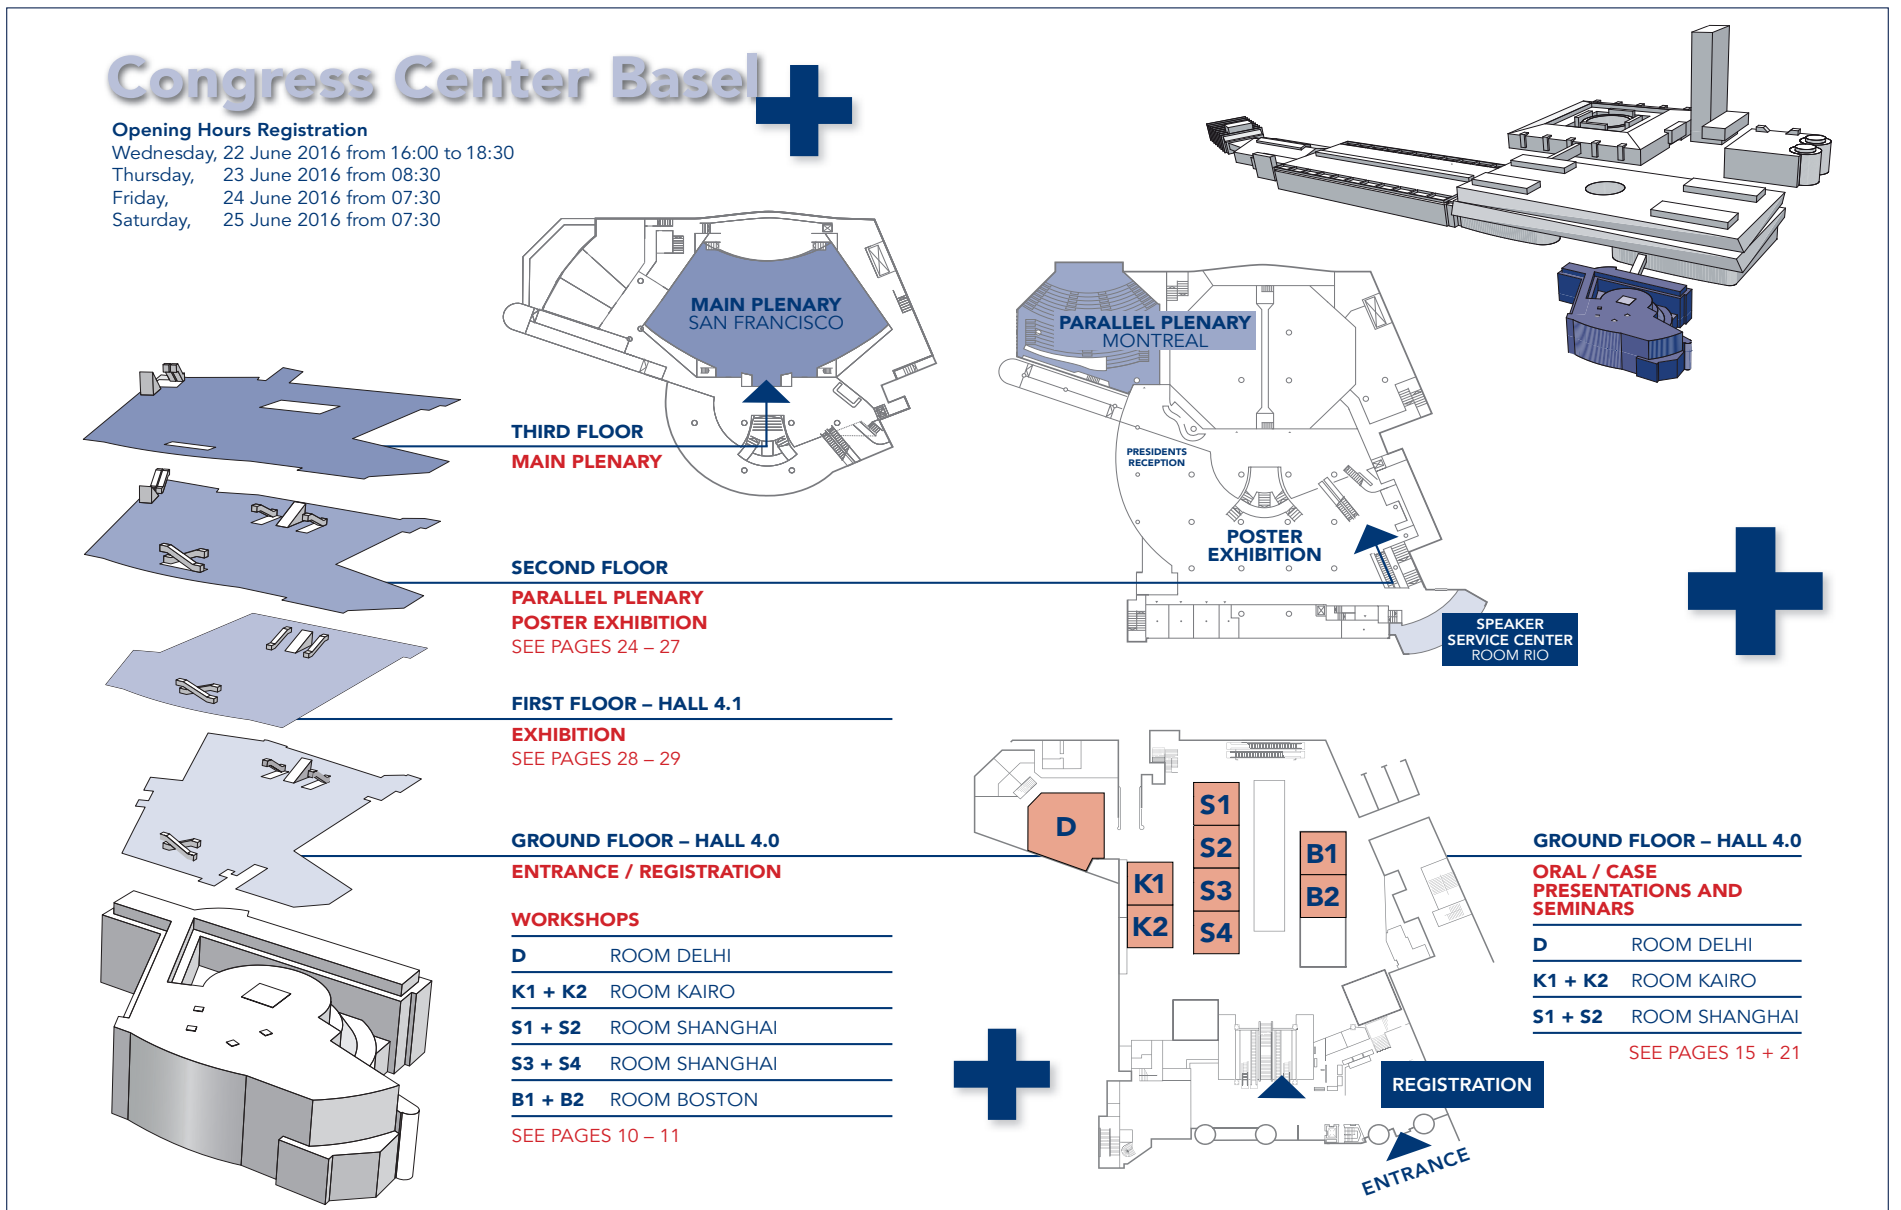 Congress Center Basel
Opening Hours Registration
Wednesday, 22 June 2016 from 16:00 to 18:30
Thursday, 23 June 2016 from 08:30
Friday, 24 June 2016 from 07:30
Saturday, 25 June 2016 from 07:30
MAIN PLENARY
SAN FRANCISCO
PARALLEL PLENARY
MONTREAL
THIRD FLOOR
MAIN PLENARY
PRESIDENTS
RECEPTION
POSTER
EXHIBITION
SECOND FLOOR
PARALLEL PLENARY
POSTER EXHIBITION
SEE PAGES 24 – 27
SPEAKER
SERVICE CENTER
ROOM RIO
FIRST FLOOR – HALL 4.1
EXHIBITION
SEE PAGES 28 – 29
GROUND FLOOR – HALL 4.0
ENTRANCE / REGISTRATION
WORKSHOPS
D ROOM DELHI
K1 + K2 ROOM KAIRO
S1 + S2 ROOM SHANGHAI
S3 + S4 ROOM SHANGHAI
B1 + B2 ROOM BOSTON
SEE PAGES 10 – 11
D
K1
K2
S1
S2
S3
S4
B1
B2
REGISTRATION
ENTRANCE
GROUND FLOOR – HALL 4.0
ORAL / CASE
PRESENTATIONS AND
SEMINARS
D ROOM DELHI
K1 + K2 ROOM KAIRO
S1 + S2 ROOM SHANGHAI
SEE PAGES 15 + 21